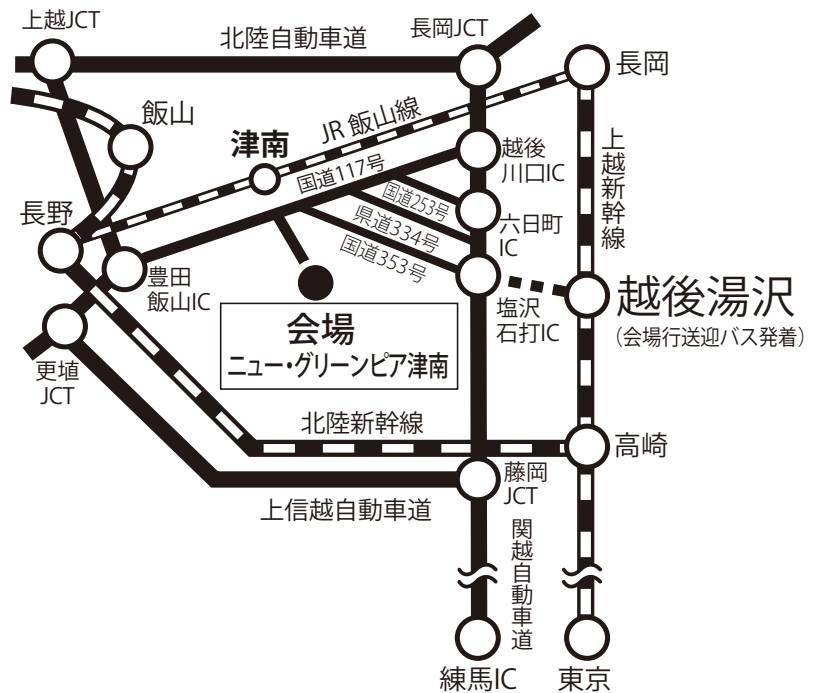 上越JCT
北陸自動車道
長岡JCT
長岡
飯山
JR 飯山線
津南
国道117号
越後
川口IC
上越新幹線
国道253号
県道334号
国道353号
六日町
IC
長野
豊田
飯山IC
塩沢
石打IC
越後湯沢
(会場行送迎バス発着)
会場
ニュー・グリーンピア津南
更埴
JCT
北陸新幹線
高崎
藤岡
JCT
上信越自動車道
関越自動車道
練馬IC
東京